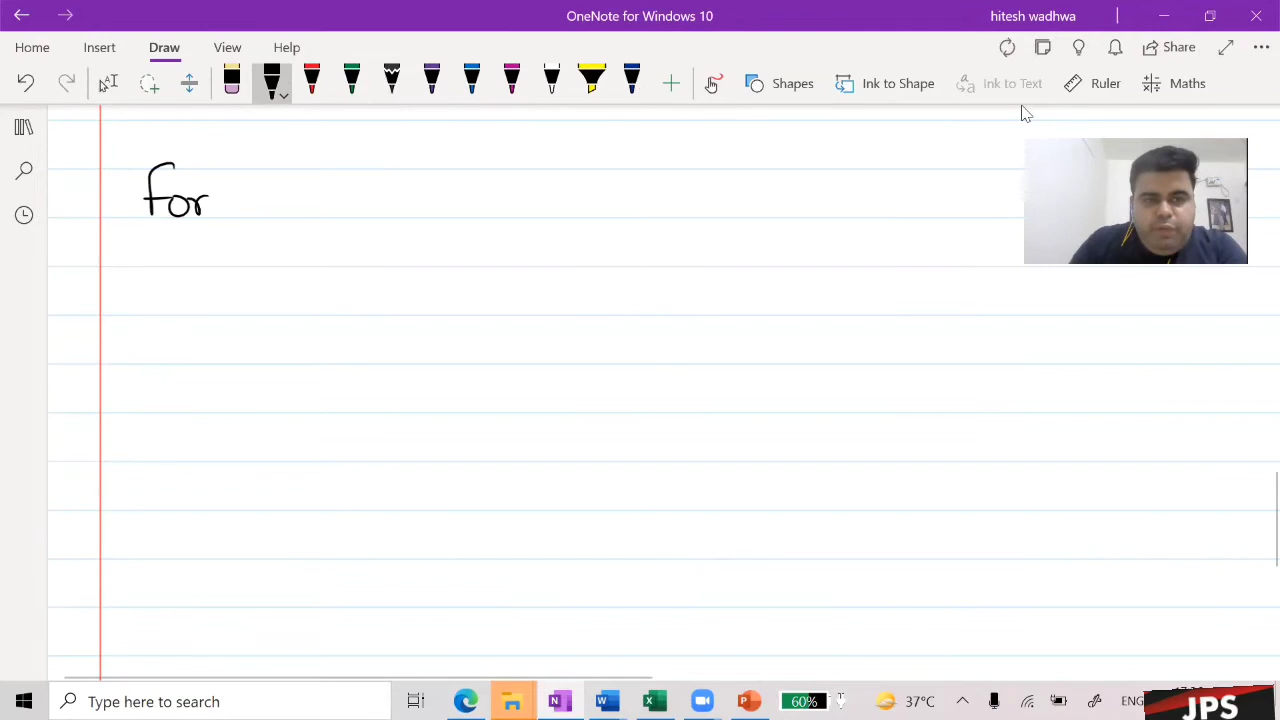 OneNote for Windows 10
hitesh wadhwa
Home
Insert
Draw
View
Help
Share
Shapes
Ink to Shape
Ink to Text
Ruler
Maths
For
Type here to search
60%
37°C
ENG
JPS